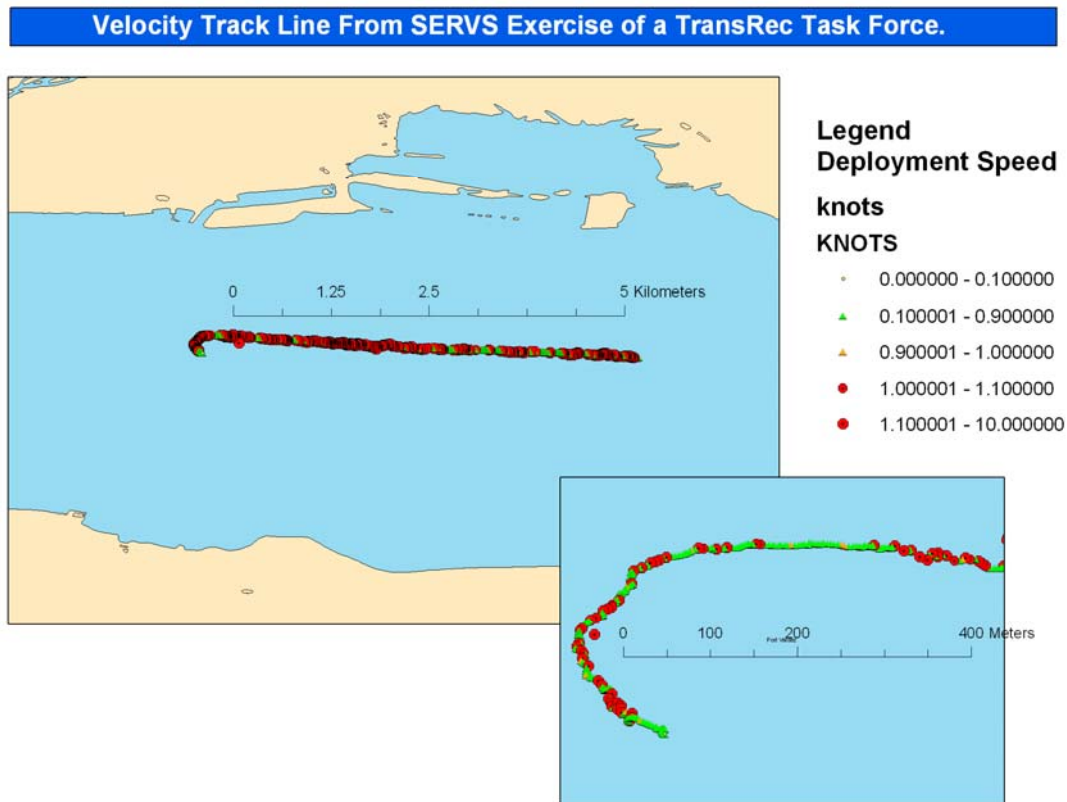 Velocity Track Line From SERVS Exercise of a TransRec Task Force.
Legend
Deployment Speed
knots
KNOTS
0.000000 - 0.100000
0.100001 - 0.900000
0.900001 - 1.000000
1.000001 - 1.100000
1.100001 - 10.000000
0 1.25 2.5 5 Kilometers
0 100 200 400 Meters